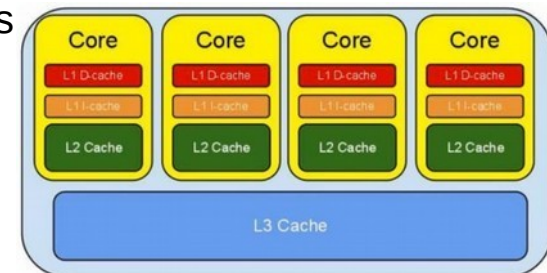 s
Core Core Core Core
L1 D-cache L1 D-cache L1 D-cache L1 D-cache
L1 I-cache L1 I-cache L1 I-cache L1 I-cache
L2 Cache L2 Cache L2 Cache L2 Cache
L3 Cache